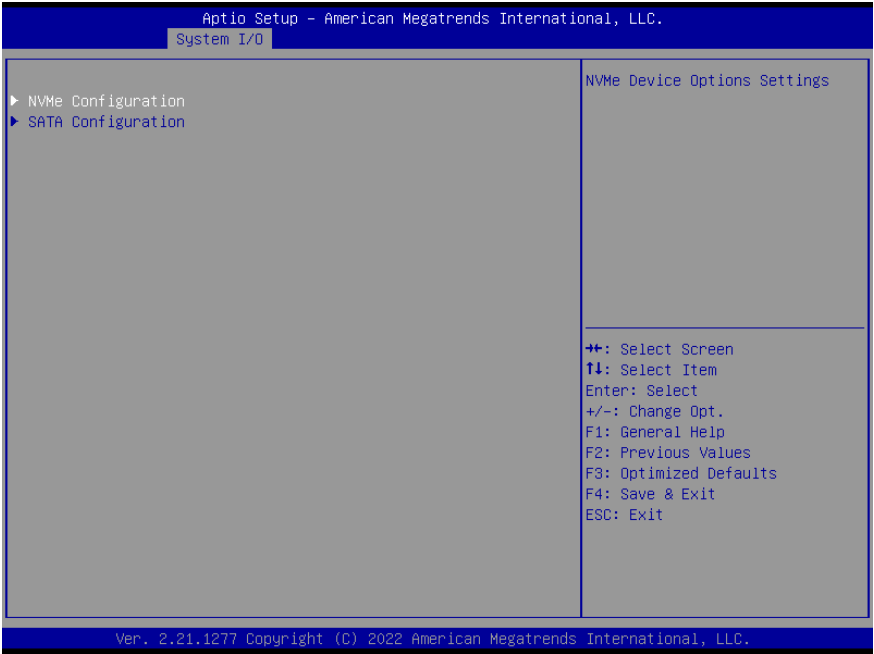 Aptio Setup – American Megatrends International, LLC.
System I/O
NVMe Configuration
SATA Configuration
NVMe Device Options Settings
→←: Select Screen
↑↓: Select Item
Enter: Select
+/-: Change Opt.
F1: General Help
F2: Previous Values
F3: Optimized Defaults
F4: Save & Exit
ESC: Exit
Ver. 2.21.1277 Copyright (C) 2022 American Megatrends International, LLC.